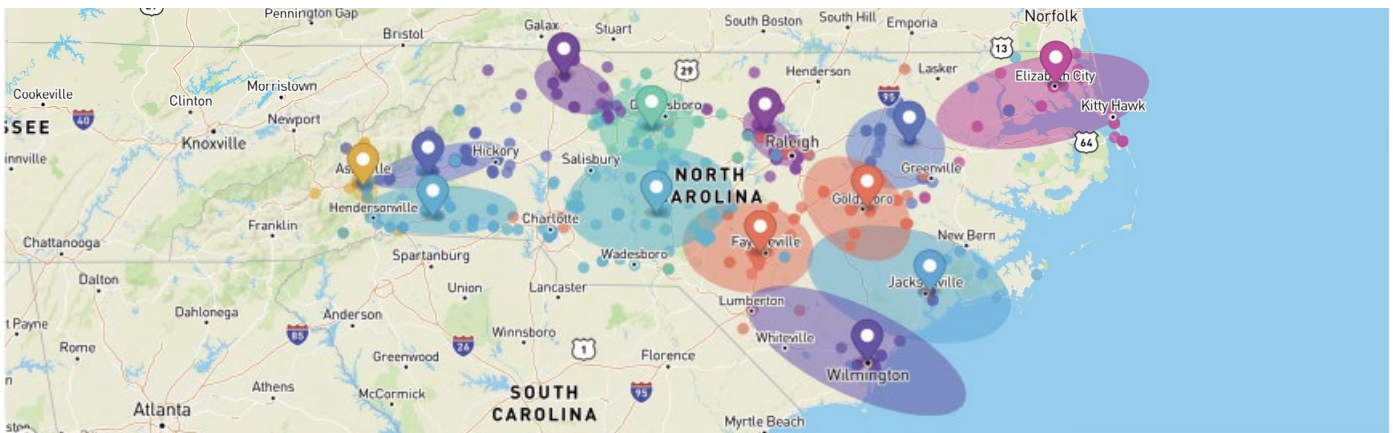 Pennington Gap
Galax
Stuart
South Boston
South Hill
Emporia
Norfolk
Bristol
13
29
Henderson
Lasker
Elizabeth City
Cookeville
Clinton
Morristown
95
Kitty Hawk
40
SSEE
Newport
Knoxville
Raleigh
64
innville
Hickory
Salisbury
Greenville
NORTH
CAROLINA
Hendersonville
Charlotte
Franklin
New Bern
Chattanooga
Spartanburg
Wadesboro
Dalton
Union
Lancaster
Lumberton
Dahlonega
Anderson
t Payne
85
Winnsboro
Whiteville
Rome
26
1
Greenwood
Florence
Wilmington
Athens
McCormick
SOUTH
CAROLINA
95
Atlanta
Myrtle Beach